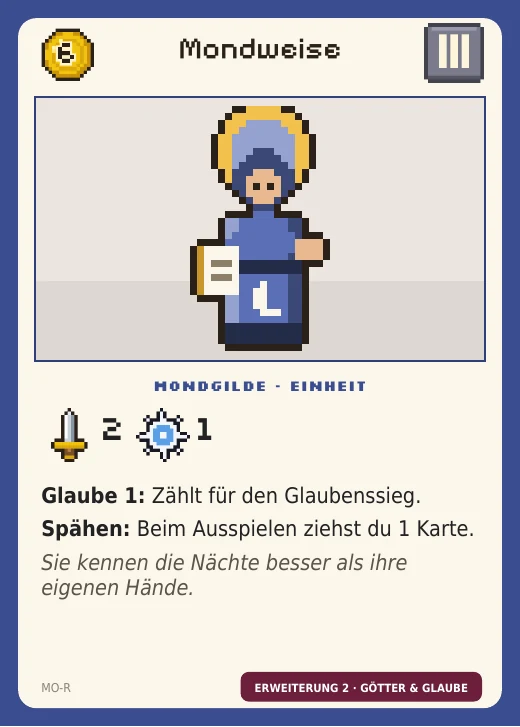 3
Mondweise
III
MONDGILDE - EINHEIT
2 1
Glaube 1: Zählt für den Glaubenssieg.
Spähen: Beim Ausspielen ziehst du 1 Karte.
Sie kennen die Nächte besser als ihre
eigenen Hände.
MO-R
ERWEITERUNG 2 · GÖTTER & GLAUBE